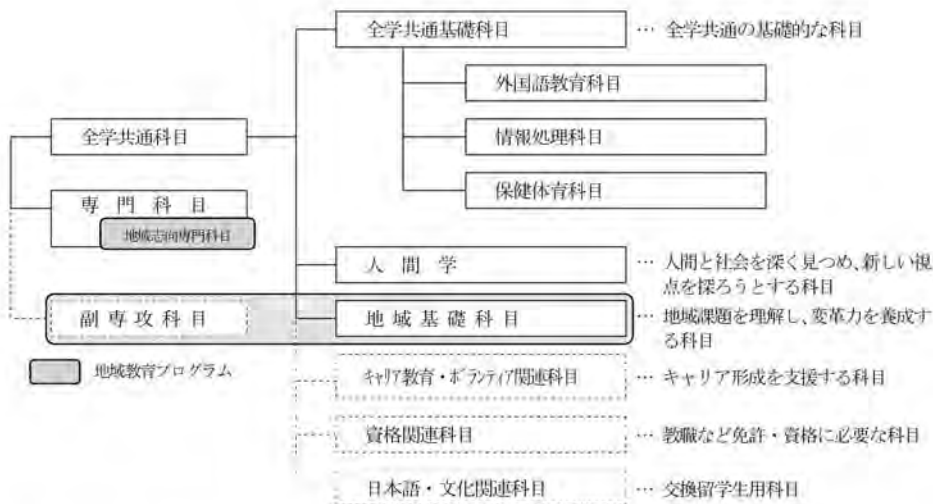 全学共通基礎科目 … 全学共通の基礎的な科目
外国語教育科目
全学共通科目
情報処理科目
保健体育科目
専門科目
地域志向専門科目
人間学 … 人間と社会を深く見つめ、新しい視
点を探ろうとする科目
副専攻科目
地域基礎科目 … 地域課題を理解し、変革力を養成す
る科目
地域教育プログラム
キャリア教育・ボランティア関連科目 … キャリア形成を支援する科目
資格関連科目 … 教職など免許・資格に必要な科目
日本語・文化関連科目 … 交換留学生用科目